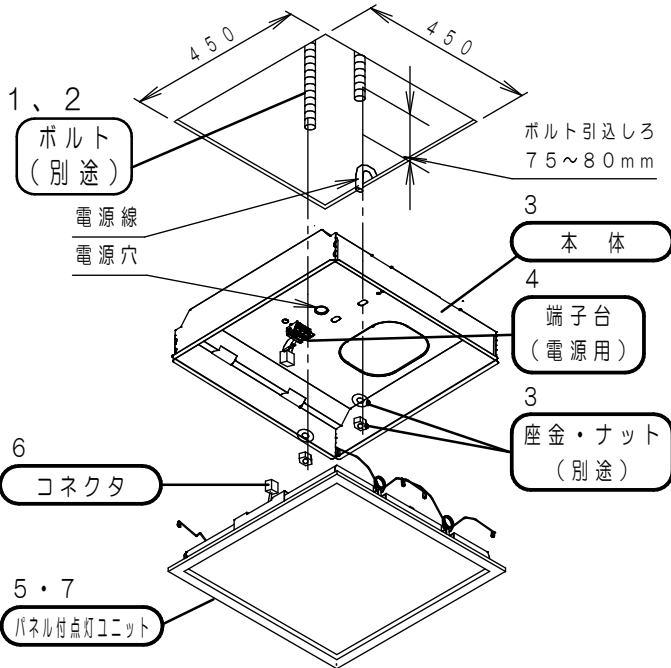 450
450
1、2
ボルト
(別途)
ボルト引込しろ
75~80mm
電源線
電源穴
3
本 体
4
端子台
(電源用)
3
座金・ナット
(別途)
6
コネクタ
5・7
パネル付点灯ユニット